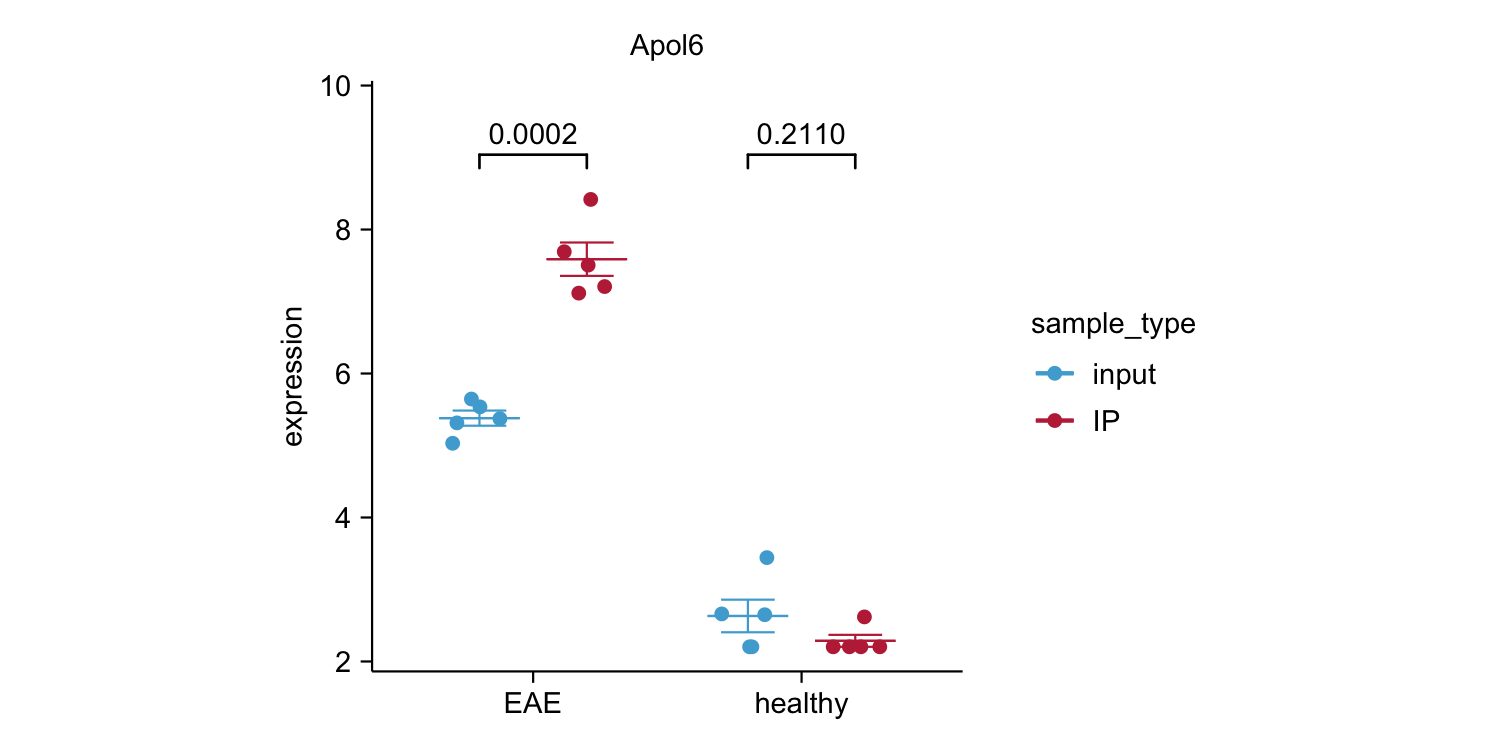 Apol6
10
8
6
4
2
expression
0.0002
0.2110
EAE
healthy
sample_type
input
IP